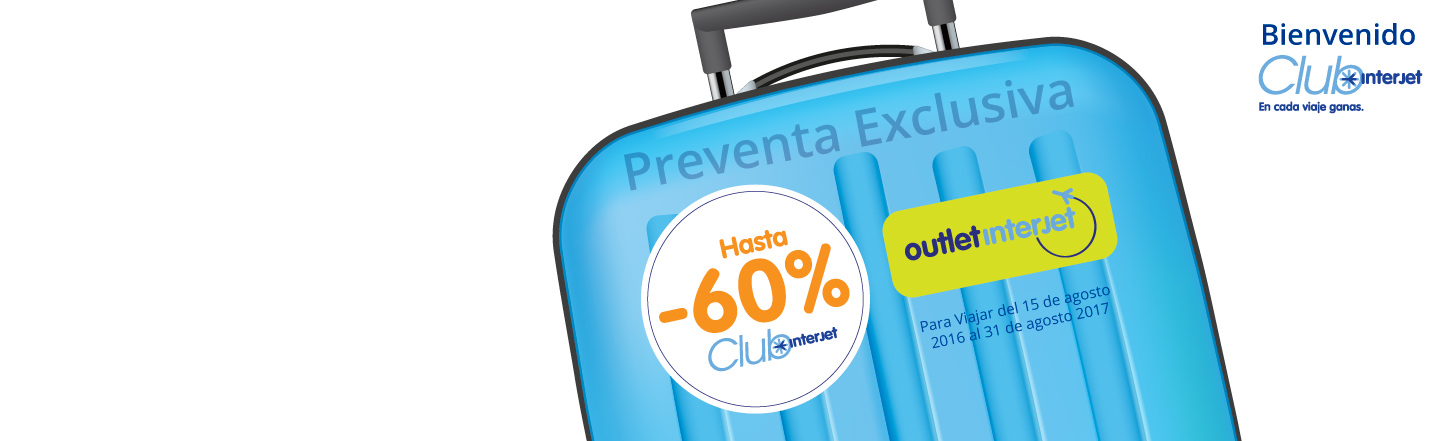 Bienvenido
Club interjet
En cada viaje ganas.
Preventa Exclusiva
Hasta
-60%
Club interjet
outlet interjet
Para Viajar del 15 de agosto
2016 al 31 de agosto 2017